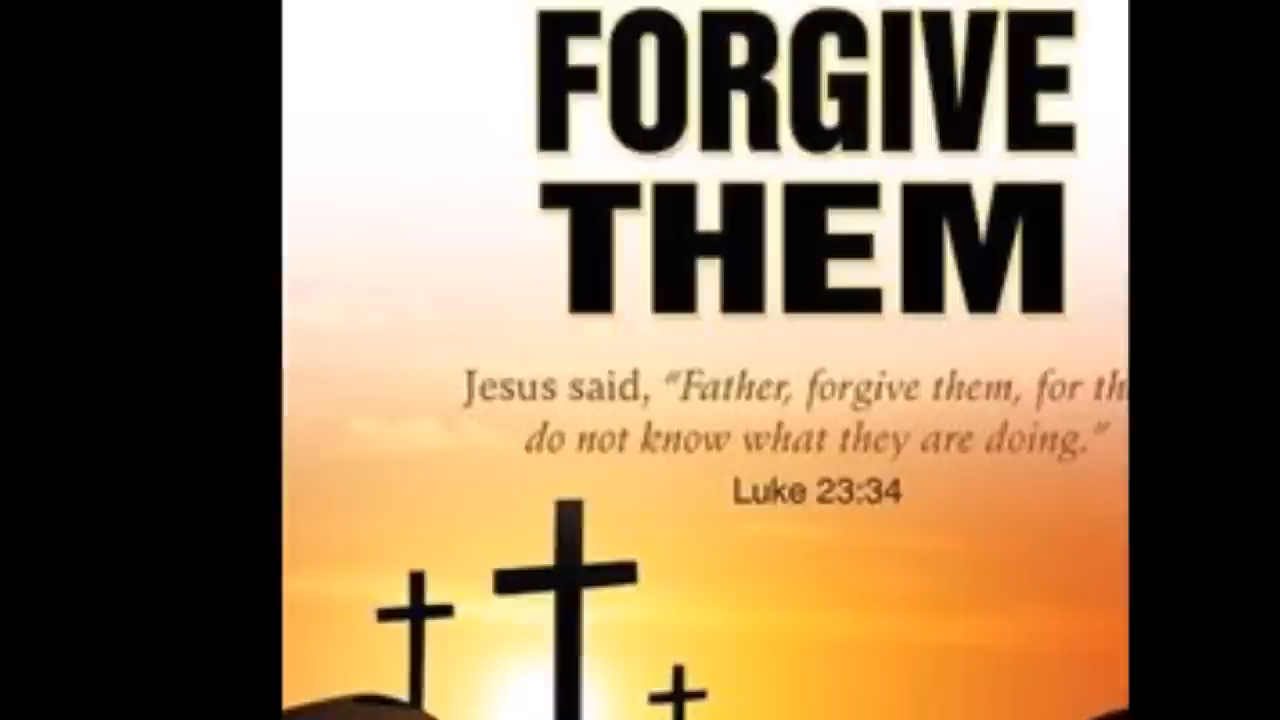 FORGIVE
THEM
Jesus said, "Father, forgive them, for
do not know what they are doing."
Luke 23:34